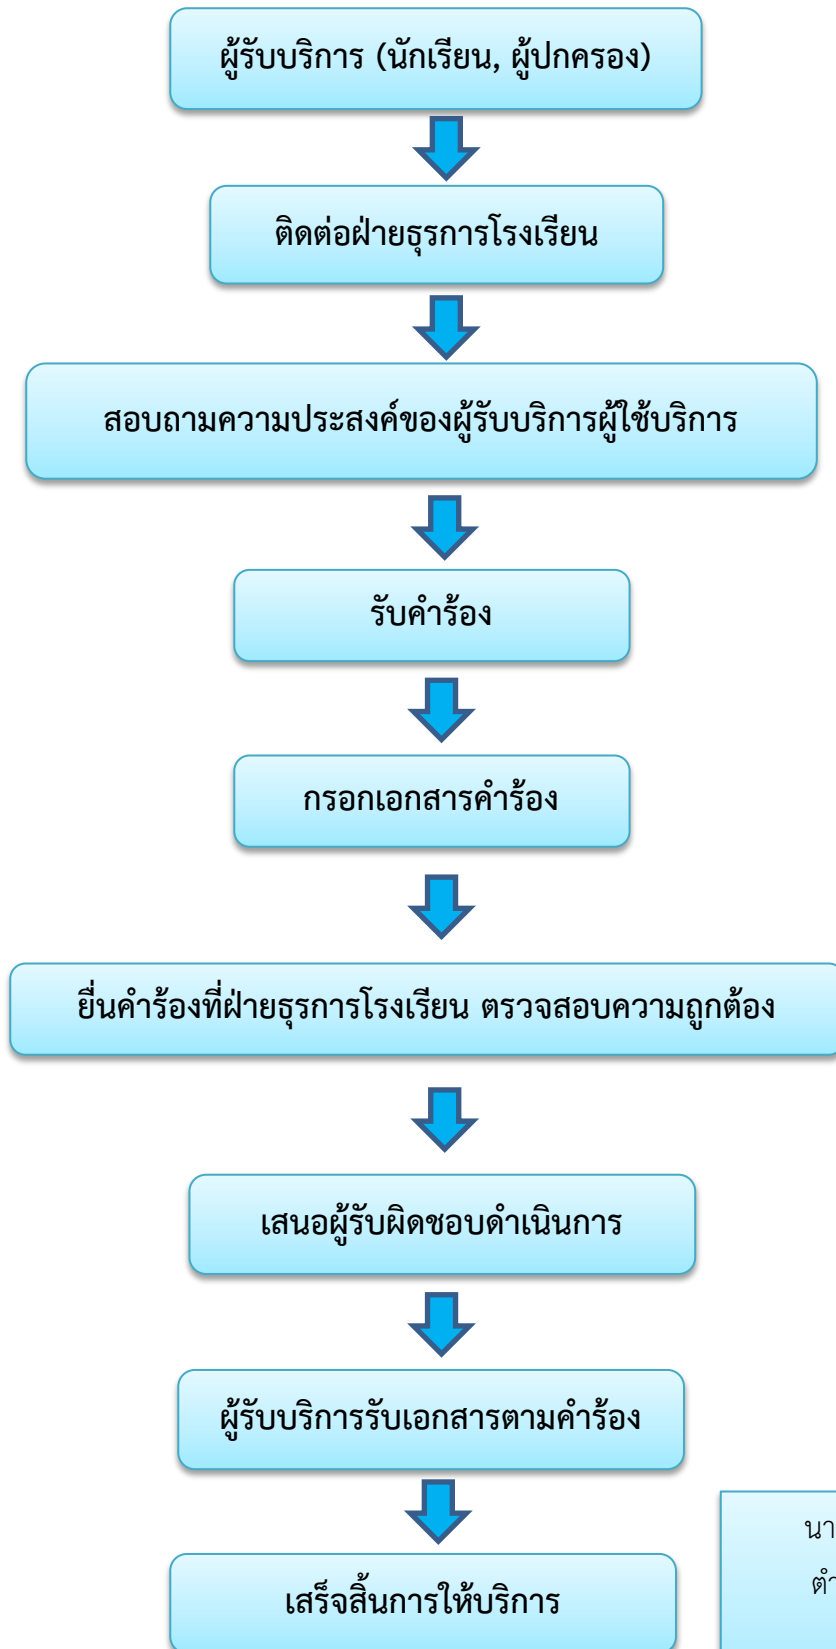 ผู้รับบริการ (นักเรียน, ผู้ปกครอง)
ติดต่อฝ่ายธุรการโรงเรียน
สอบถามความประสงค์ของผู้รับบริการผู้ใช้บริการ
รับคำร้อง
กรอกเอกสารคำร้อง
ยื่นคำร้องที่ฝ่ายธุรการโรงเรียน ตรวจสอบความถูกต้อง
เสนอผู้รับผิดชอบดำเนินการ
ผู้รับบริการรับเอกสารตามคำร้อง
เสร็จสิ้นการให้บริการ